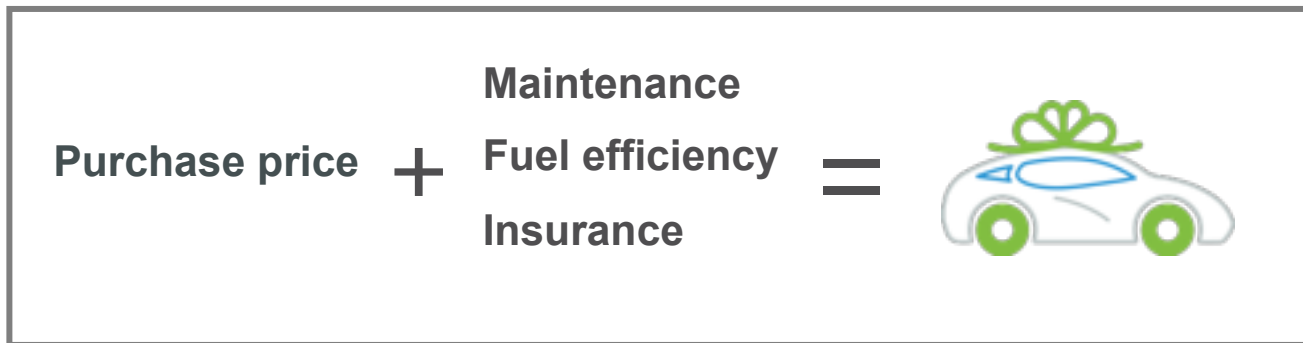 Purchase price
+
Maintenance
Fuel efficiency
Insurance
=